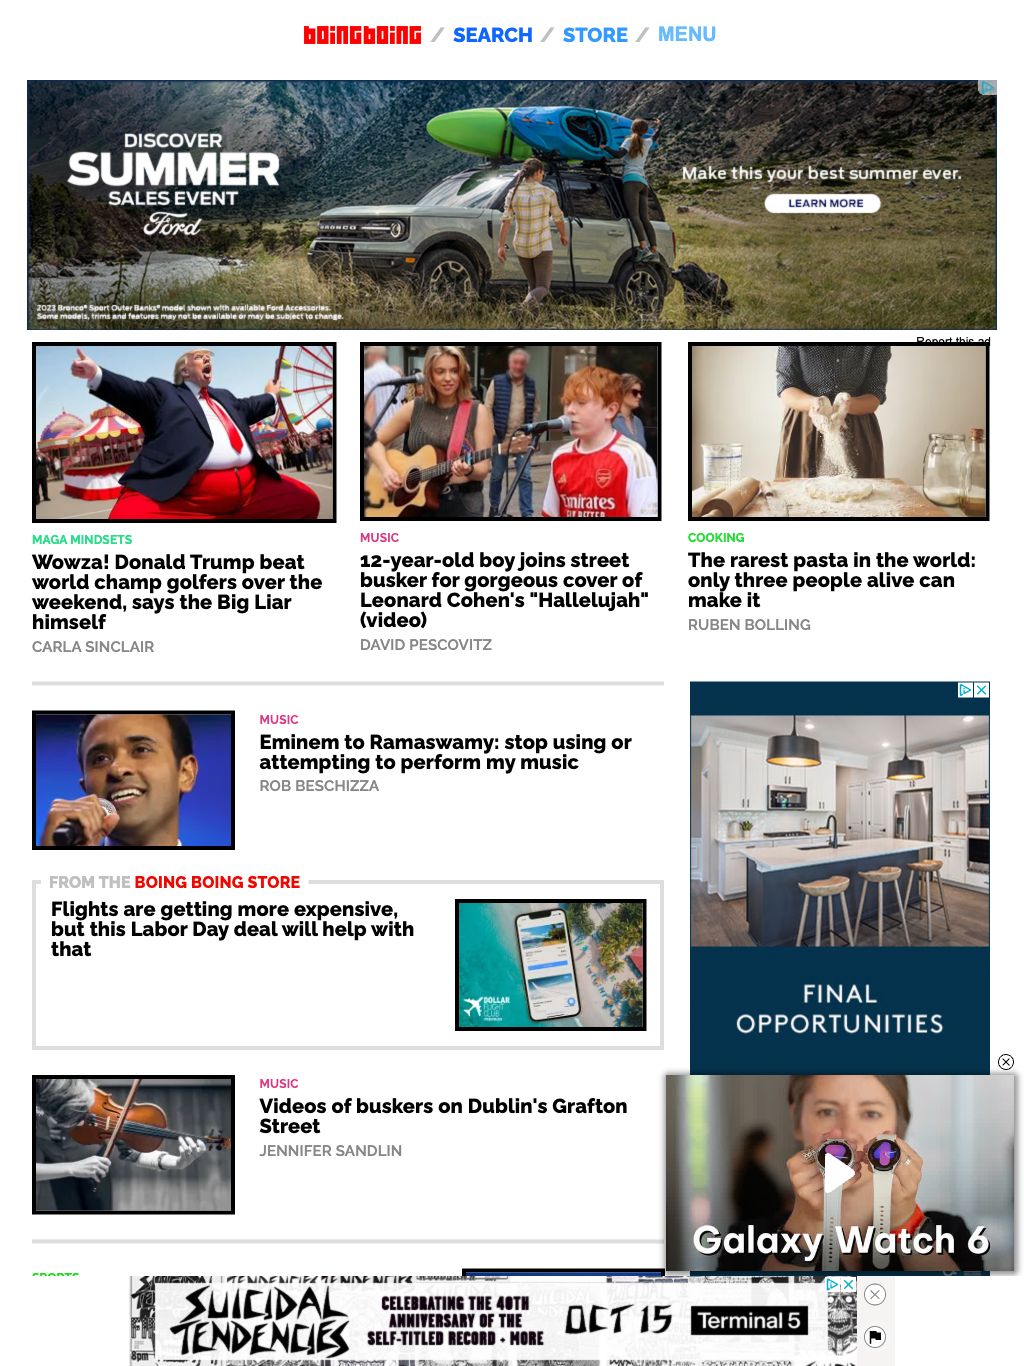 boingboing / SEARCH / STORE / MENU
DISCOVER
SUMMER
SALES EVENT
Ford
Make this your best summer ever.
LEARN MORE
BRONCO
2023 Bronco® Sport Outer Banks® model shown with available Ford Accessories.
Some models, trims and features may not be available or may be subject to change.
Report this ad
Emirates
FLY BETTER
MAGA MINDSETS
Wowza! Donald Trump beat
world champ golfers over the
weekend, says the Big Liar
himself
CARLA SINCLAIR
MUSIC
12-year-old boy joins street
busker for gorgeous cover of
Leonard Cohen's "Hallelujah"
(video)
DAVID PESCOVITZ
COOKING
The rarest pasta in the world:
only three people alive can
make it
RUBEN BOLLING
MUSIC
Eminem to Ramaswamy: stop using or
attempting to perform my music
ROB BESCHIZZA
FROM THE BOING BOING STORE
Flights are getting more expensive,
but this Labor Day deal will help with
that
DOLLAR
FLIGHT
CLUB
FINAL
OPPORTUNITIES
MUSIC
Videos of buskers on Dublin's Grafton
Street
JENNIFER SANDLIN
Galaxy Watch 6
SPORTS
SUICIDAL
TENDENCIES
CELEBRATING THE 40TH
ANNIVERSARY OF THE
SELF-TITLED RECORD + MORE
OCT 15
Terminal 5
8pm